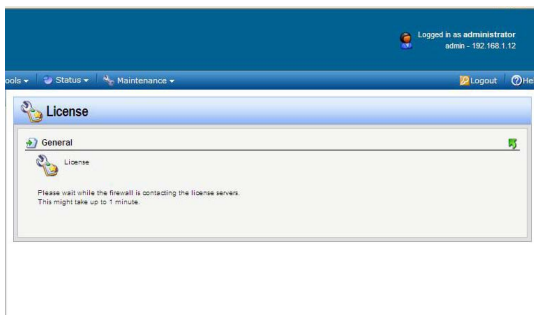 Logged in as administrator
admin - 192.168.1.12
ools
Status
Maintenance
Logout
He
License
General
License
Please wait while the firewall is contacting the license servers.
This might take up to 1 minute.